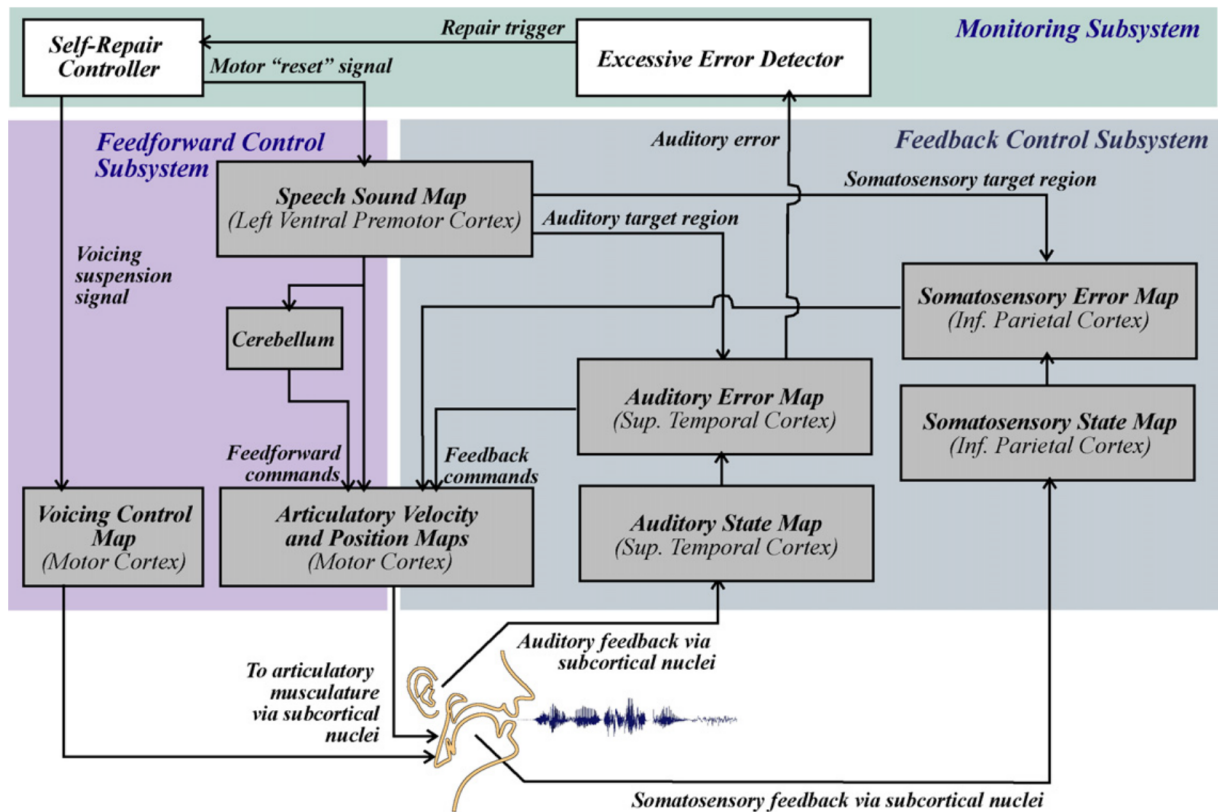 Monitoring Subsystem
Self-Repair
Controller
Repair trigger
Excessive Error Detector
Motor “reset” signal
Feedforward Control
Subsystem
Feedback Control Subsystem
Auditory error
Speech Sound Map
(Left Ventral Premotor Cortex)
Somatosensory target region
Auditory target region
Voicing
suspension
signal
Cerebellum
Somatosensory Error Map
(Inf. Parietal Cortex)
Auditory Error Map
(Sup. Temporal Cortex)
Somatosensory State Map
(Inf. Parietal Cortex)
Feedforward
commands
Feedback
commands
Voicing Control
Map
(Motor Cortex)
Articulatory Velocity
and Position Maps
(Motor Cortex)
Auditory State Map
(Sup. Temporal Cortex)
Auditory feedback via
subcortical nuclei
To articulatory
musculature
via subcortical
nuclei
Somatosensory feedback via subcortical nuclei